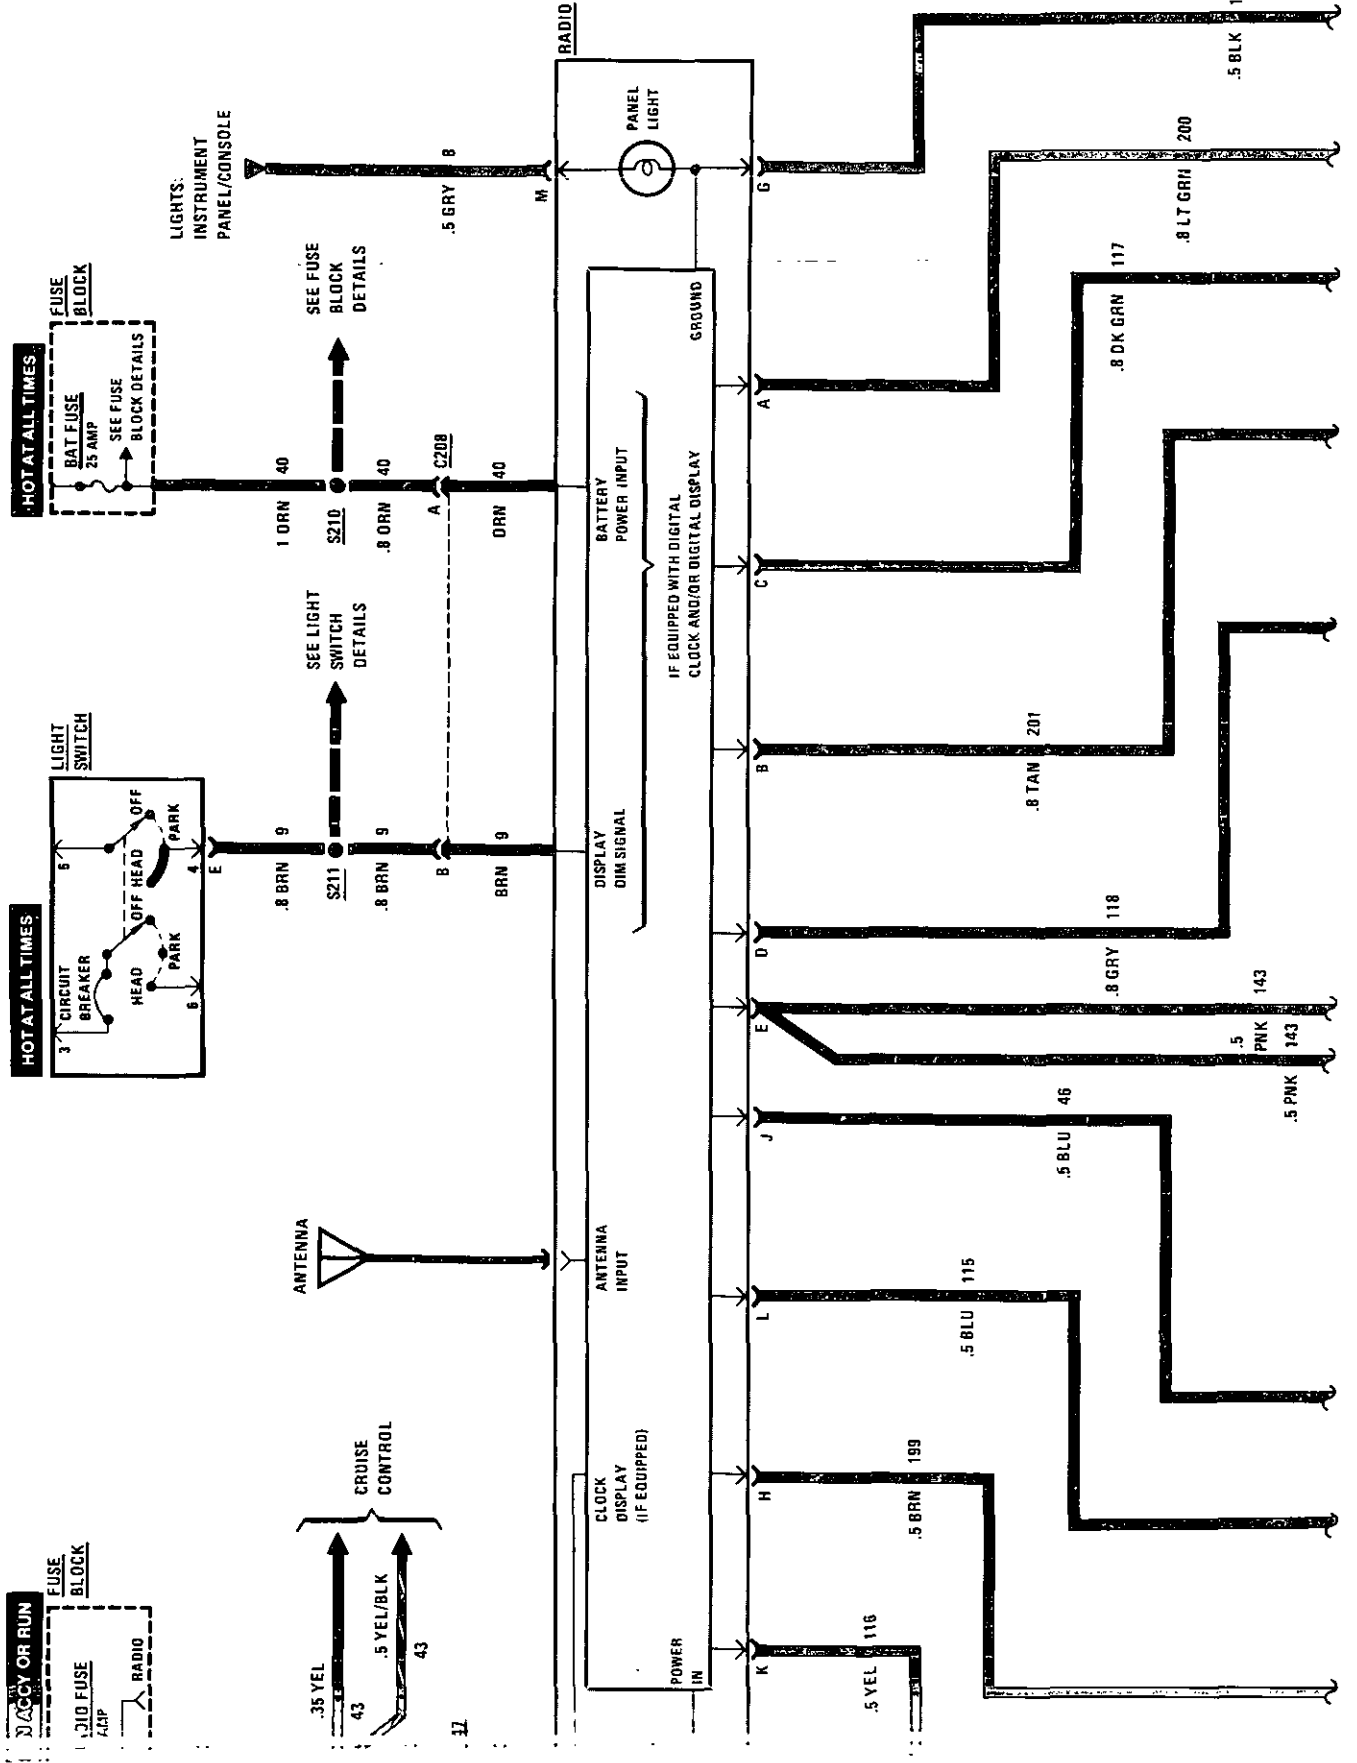 ACCY OR RUN
HOT AT ALL TIMES
HOT AT ALL TIMES
FUSE
BLOCK
DIO FUSE
AMP
RADIO
LIGHT
SWITCH
3
CIRCUIT
BREAKER
HEAD
OFF
PARK
6
5
HEAD
OFF
PARK
4
E
FUSE
BLOCK
BAT FUSE
25 AMP
SEE FUSE
BLOCK DETAILS
LIGHTS:
INSTRUMENT
PANEL/CONSOLE
.35 YEL
43
.5 YEL/BLK
43
CRUISE
CONTROL
17
ANTENNA
.8 BRN 9
S211
SEE LIGHT
SWITCH
DETAILS
.8 BRN 9
B
BRN 9
1 ORN 40
S210
SEE FUSE
BLOCK
DETAILS
.8 ORN 40
A
C208
ORN 40
.5 GRY 8
M
RADIO
POWER
IN
CLOCK
DISPLAY
(IF EQUIPPED)
ANTENNA
INPUT
DISPLAY
DIM SIGNAL
BATTERY
POWER INPUT
IF EQUIPPED WITH DIGITAL
CLOCK AND/OR DIGITAL DISPLAY
GROUND
PANEL
LIGHT
K
H
L
J
E
D
B
C
A
G
.5 YEL 116
.5 BRN 199
.5 BLU 115
.5 BLU 46
.5 PNK 143
.5
PNK
143
.8 GRY 118
.8 TAN 201
.8 DK GRN 117
.8 LT GRN 200
.5 BLK